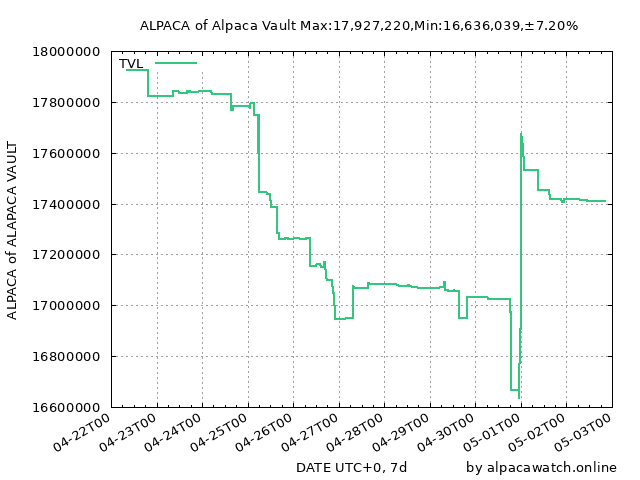 ALPACA of Alpaca Vault Max:17,927,220,Min:16,636,039,±7.20%
TVL
18000000
17800000
17600000
17400000
17200000
17000000
16800000
16600000
ALPACA of ALAPACA VAULT
04-22T00
04-23T00
04-24T00
04-25T00
04-26T00
04-27T00
04-28T00
04-29T00
04-30T00
05-01T00
05-02T00
05-03T00
DATE UTC+0, 7d
by alpacawatch.online